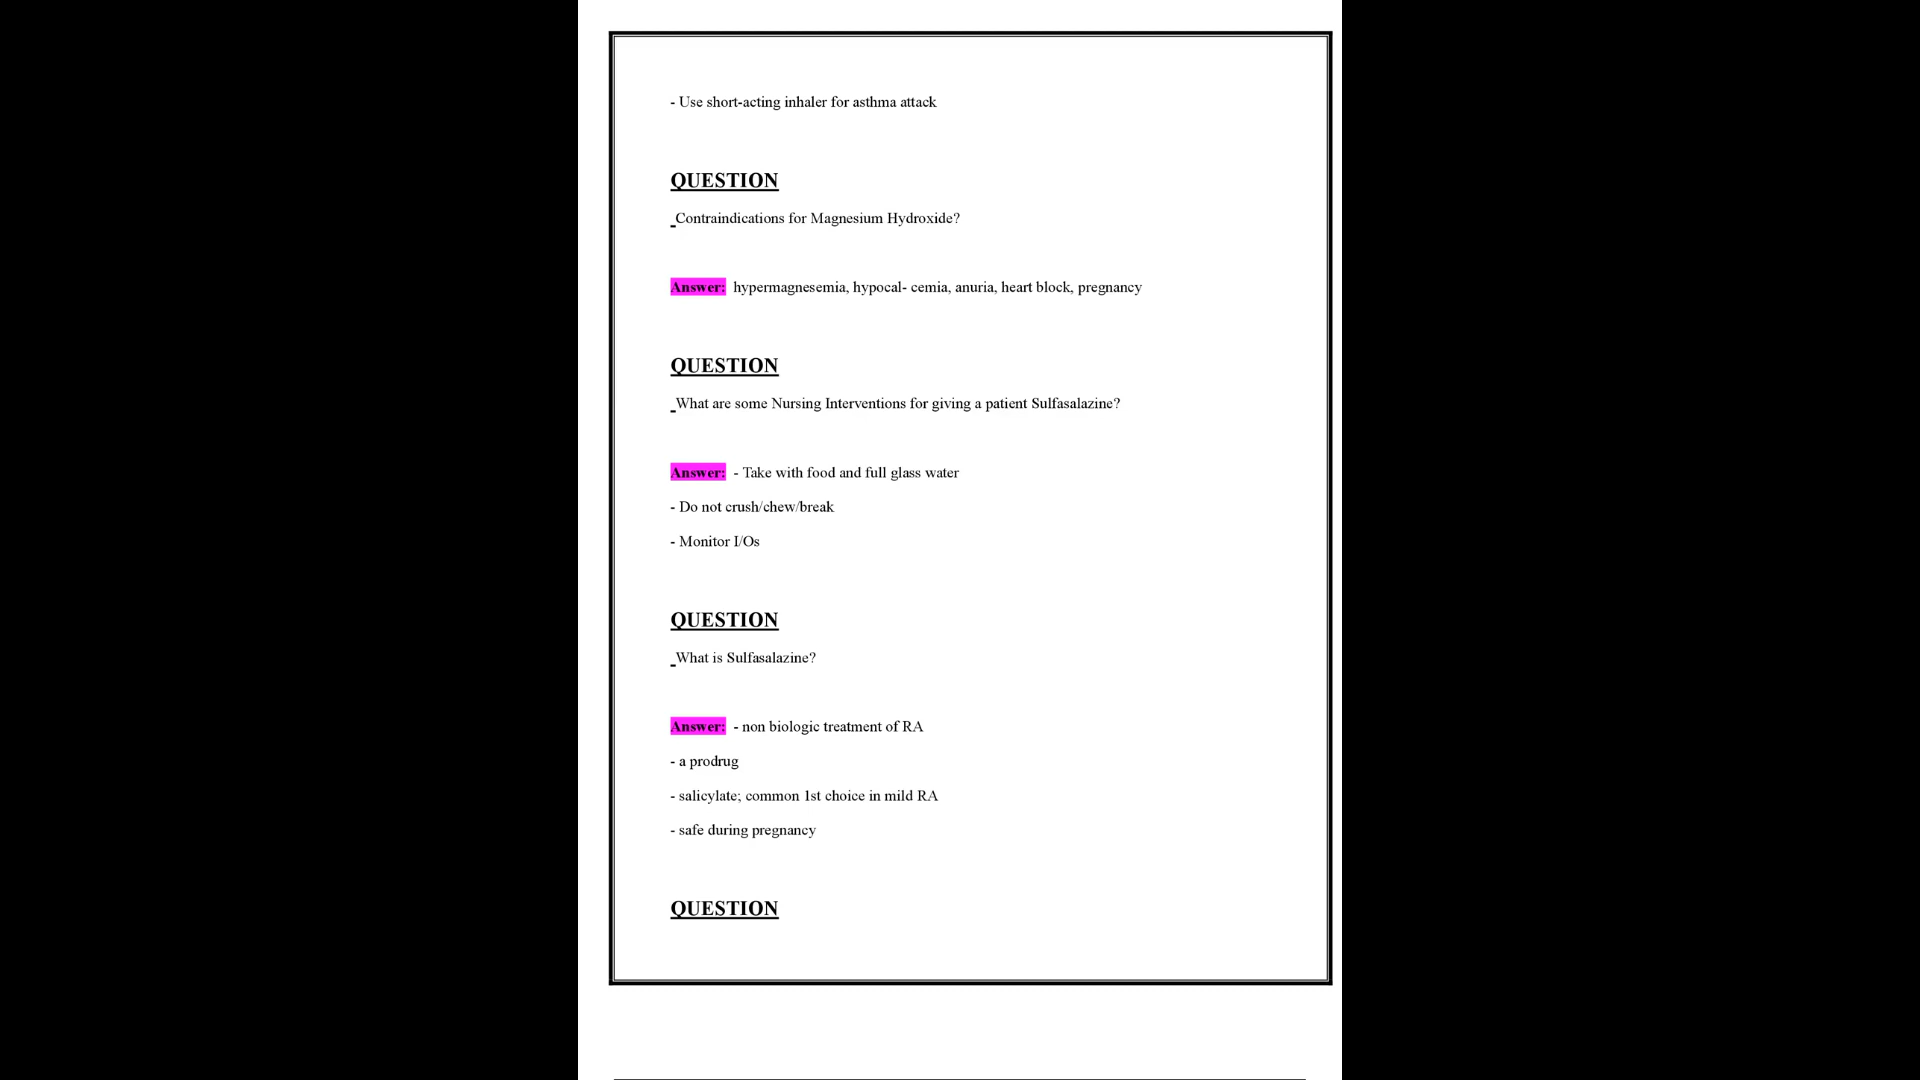 - Use short-acting inhaler for asthma attack
QUESTION
Contraindications for Magnesium Hydroxide?
Answer: hypermagnesemia, hypocal- cemia, anuria, heart block, pregnancy
QUESTION
What are some Nursing Interventions for giving a patient Sulfasalazine?
Answer: - Take with food and full glass water
- Do not crush/chew/break
- Monitor I/Os
QUESTION
What is Sulfasalazine?
Answer: - non biologic treatment of RA
- a prodrug
- salicylate; common 1st choice in mild RA
- safe during pregnancy
QUESTION